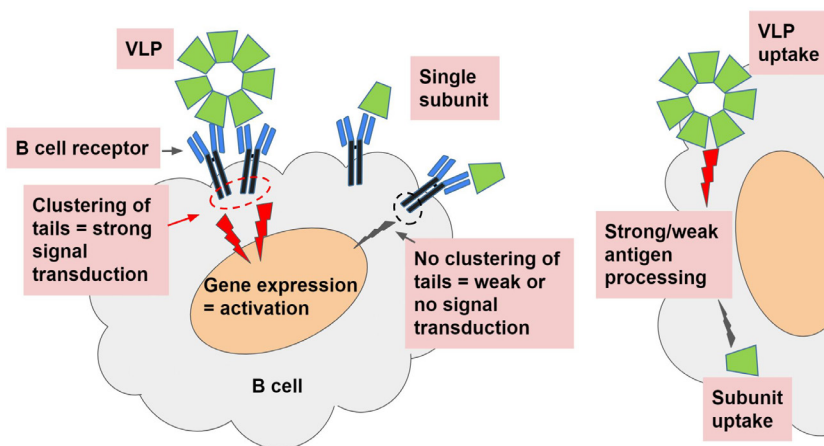 VLP
Single
subunit
B cell receptor
Clustering of
tails = strong
signal
transduction
Gene expression
= activation
No clustering of
tails = weak or
no signal
transduction
B cell
VLP
uptake
Strong/weak
antigen
processing
Subunit
uptake